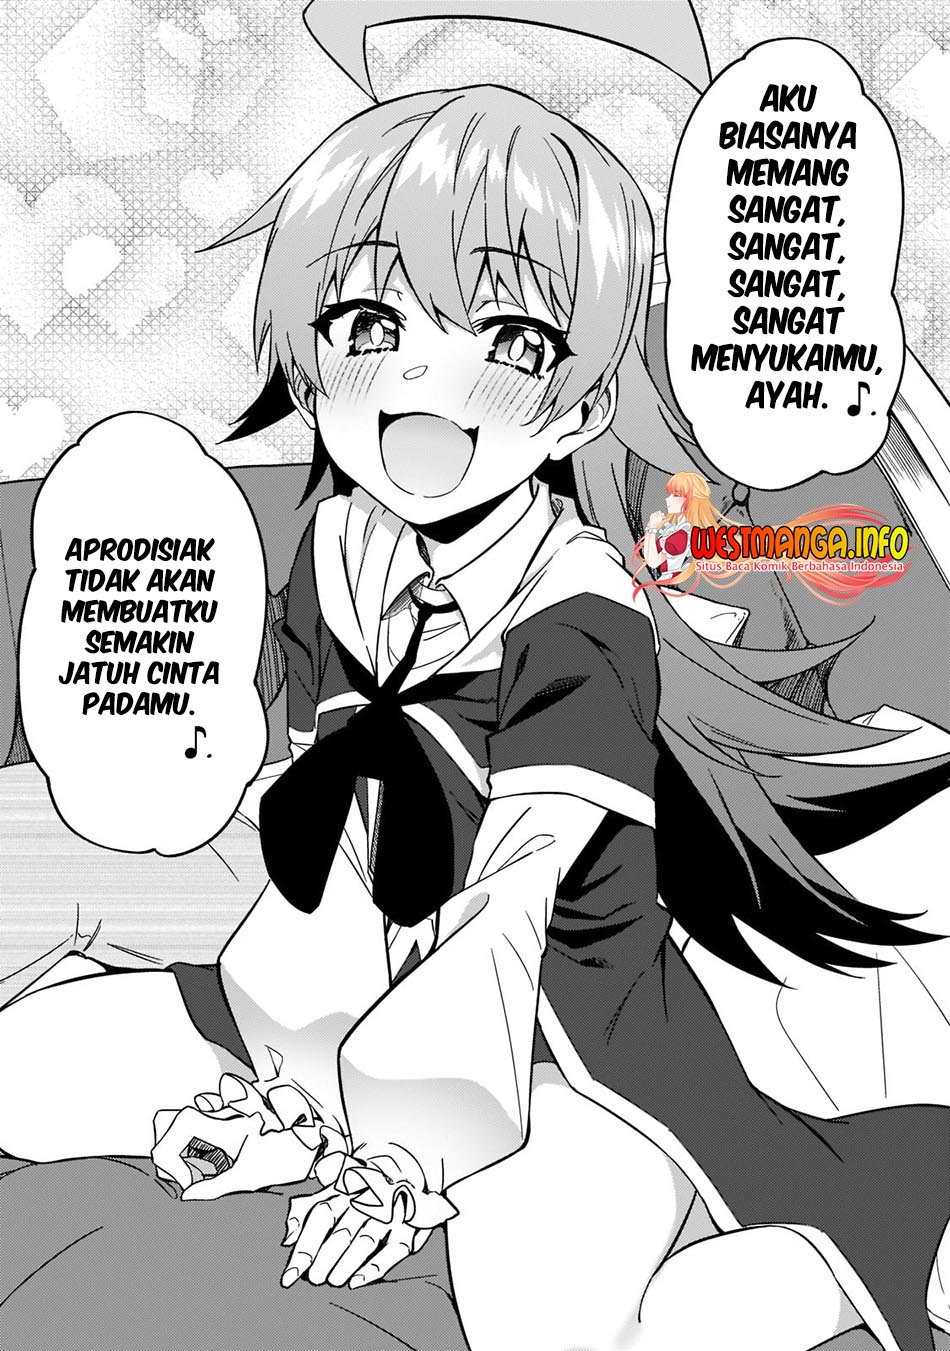 AKU
BIASANYA
MEMANG
SANGAT,
SANGAT,
SANGAT,
SANGAT
MENYUKAIMU,
AYAH. ♪.
APRODISIAK
TIDAK AKAN
MEMBUATKU
SEMAKIN
JATUH CINTA
PADAMU.
♪.
WESTMANGA.INFO
Situs Baca Komik Berbahasa Indonesia